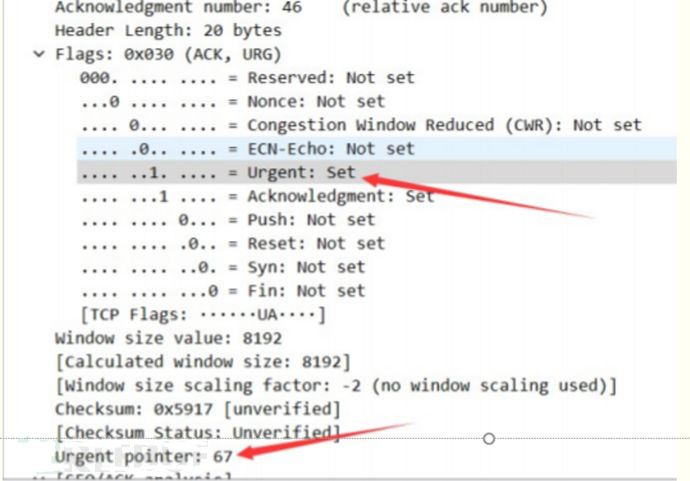 Acknowledgment number: 46 (relative ack number)
Header Length: 20 bytes
Flags: 0x030 (ACK, URG)
000. .... .... = Reserved: Not set
...0 .... .... = Nonce: Not set
.... 0... .... = Congestion Window Reduced (CWR): Not set
.... .0.. .... = ECN-Echo: Not set
.... ..1. .... = Urgent: Set
.... ...1 .... = Acknowledgment: Set
.... .... 0... = Push: Not set
.... .... .0.. = Reset: Not set
.... .... ..0. = Syn: Not set
.... .... ...0 = Fin: Not set
[TCP Flags: ······UA····]
Window size value: 8192
[Calculated window size: 8192]
[Window size scaling factor: -2 (no window scaling used)]
Checksum: 0x5917 [unverified]
[Checksum Status: Unverified]
Urgent pointer: 67
[SEQ/ACK analysis]